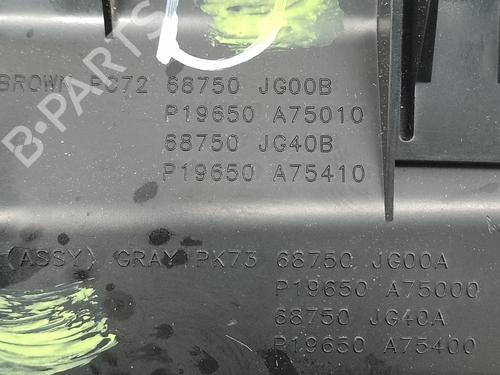 BROWN PC72 68750 JG00B
P19650 A75010
68750 JG40B
P19650 A75410
(ASSY) GRAY PK73 68750 JG00A
P19650 A75000
68750 JG40A
P19650 A75400
B-PARTS